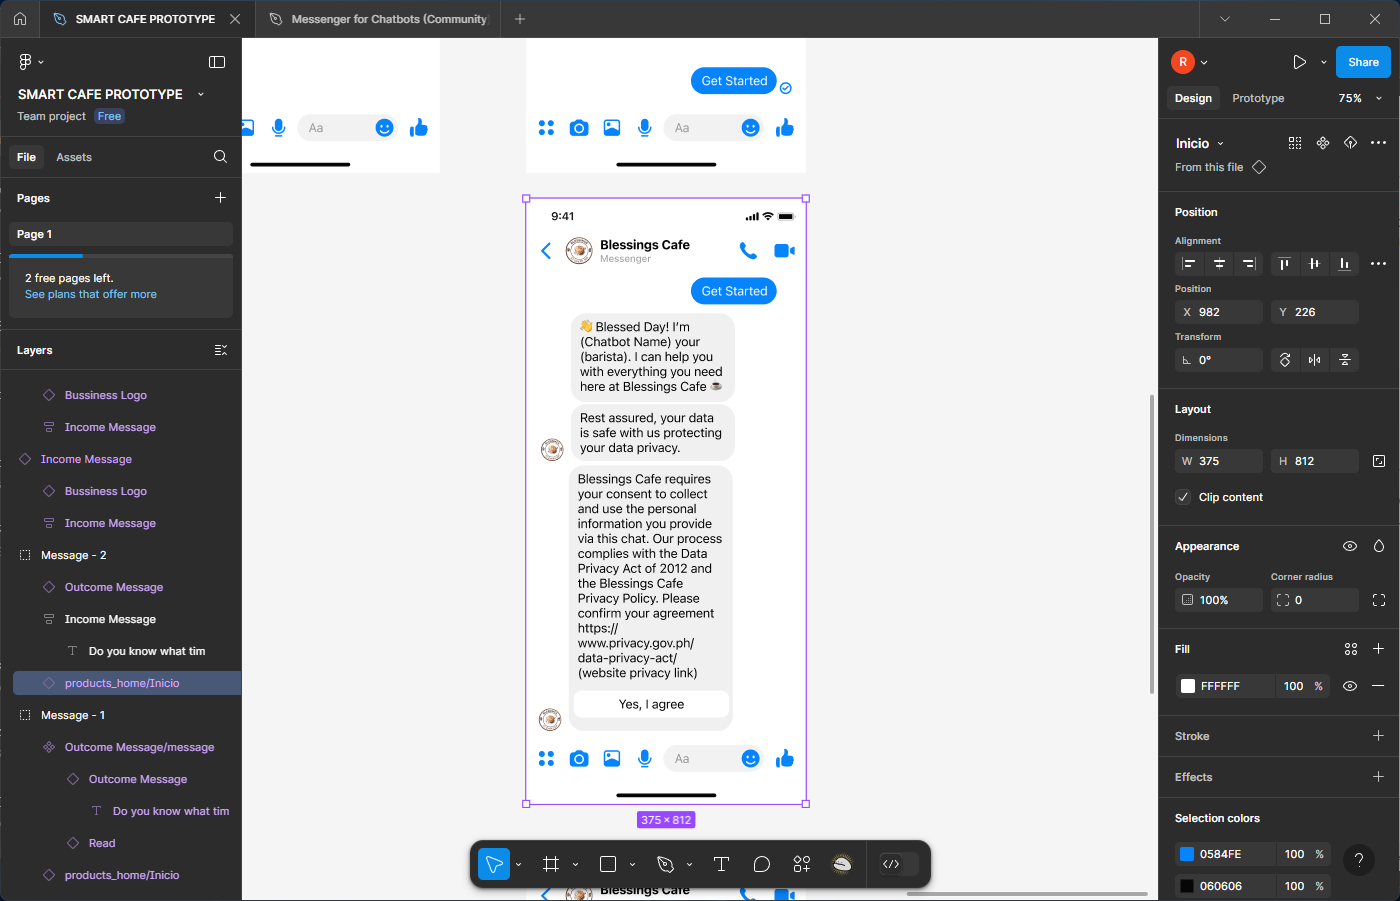 SMART CAFE PROTOTYPE
Messenger for Chatbots (Community
SMART CAFE PROTOTYPE
Team project
Free
File
Assets
Pages
Page 1
2 free pages left.
See plans that offer more
Layers
Bussiness Logo
Income Message
Income Message
Bussiness Logo
Income Message
Message - 2
Outcome Message
Income Message
Do you know what tim
products_home/Inicio
Message - 1
Outcome Message/message
Outcome Message
Do you know what tim
Read
products_home/Inicio
Aa
Get Started
Aa
9:41
Blessings Cafe
Messenger
Get Started
👋 Blessed Day! I'm
(Chatbot Name) your
(barista). I can help you
with everything you need
here at Blessings Cafe ☕
Rest assured, your data
is safe with us protecting
your data privacy.
Blessings Cafe requires
your consent to collect
and use the personal
information you provide
via this chat. Our process
complies with the Data
Privacy Act of 2012 and
the Blessings Cafe
Privacy Policy. Please
confirm your agreement
https://
www.privacy.gov.ph/
data-privacy-act/
(website privacy link)
Yes, I agree
Aa
375 × 812
Blessings Cafe
R
Share
Design
Prototype
75%
Inicio
From this file
Position
Alignment
Position
X 982
Y 226
Transform
0°
Layout
Dimensions
W 375
H 812
Clip content
Appearance
Opacity
Corner radius
100%
0
Fill
FFFFFF
100 %
Stroke
Effects
Selection colors
0584FE
100 %
060606
100 %
?